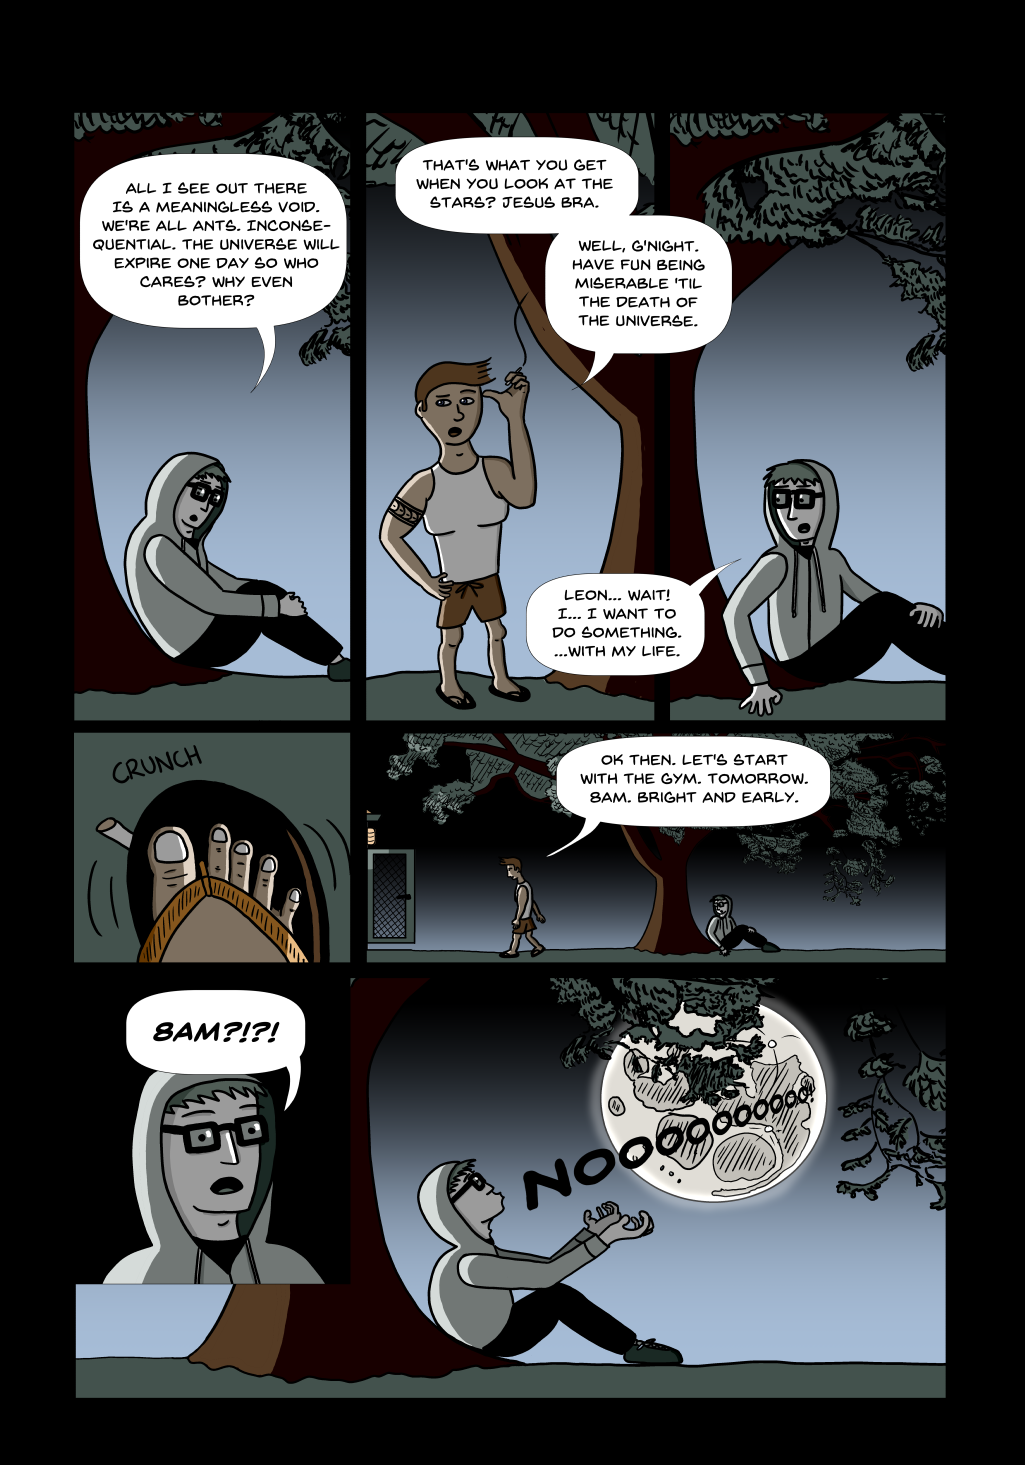 ALL I SEE OUT THERE
IS A MEANINGLESS VOID.
WE'RE ALL ANTS. INCONSE-
QUENTIAL. THE UNIVERSE WILL
EXPIRE ONE DAY SO WHO
CARES? WHY EVEN
BOTHER?
THAT'S WHAT YOU GET
WHEN YOU LOOK AT THE
STARS? JESUS BRA.
WELL, G'NIGHT.
HAVE FUN BEING
MISERABLE 'TIL
THE DEATH OF
THE UNIVERSE.
LEON... WAIT!
I... I WANT TO
DO SOMETHING.
...WITH MY LIFE.
CRUNCH
OK THEN. LET'S START
WITH THE GYM. TOMORROW.
8AM. BRIGHT AND EARLY.
8AM?!?!
NOOOOOOOOOO!